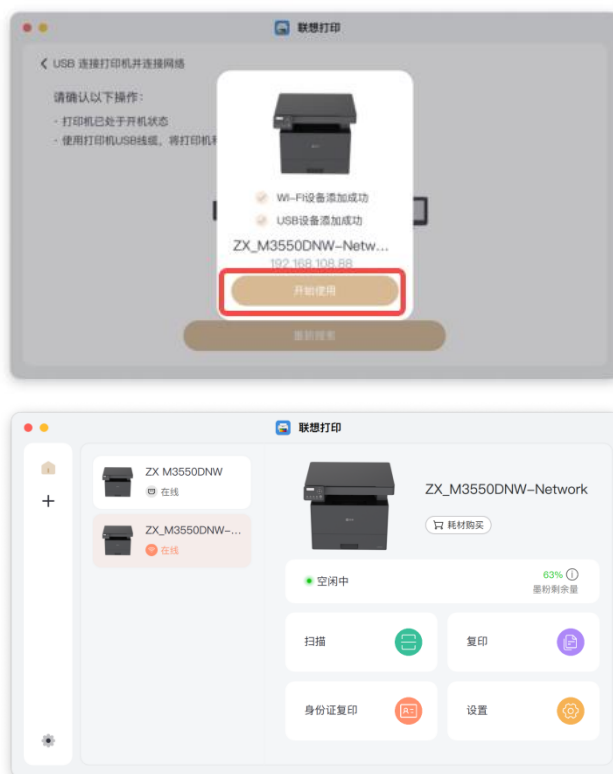 联想打印
USB 连接打印机并连接网络
请确认以下操作：
· 打印机已处于开机状态
· 使用打印机USB线缆，将打印机
WI-FI设备添加成功
USB设备添加成功
ZX_M3550DNW-Netw...
192.168.108.88
开始使用
重新搜索
联想打印
ZX M3550DNW
在线
ZX_M3550DNW-...
在线
ZX_M3550DNW-Network
耗材购买
空闲中
63%
墨粉剩余量
扫描
复印
身份证复印
设置